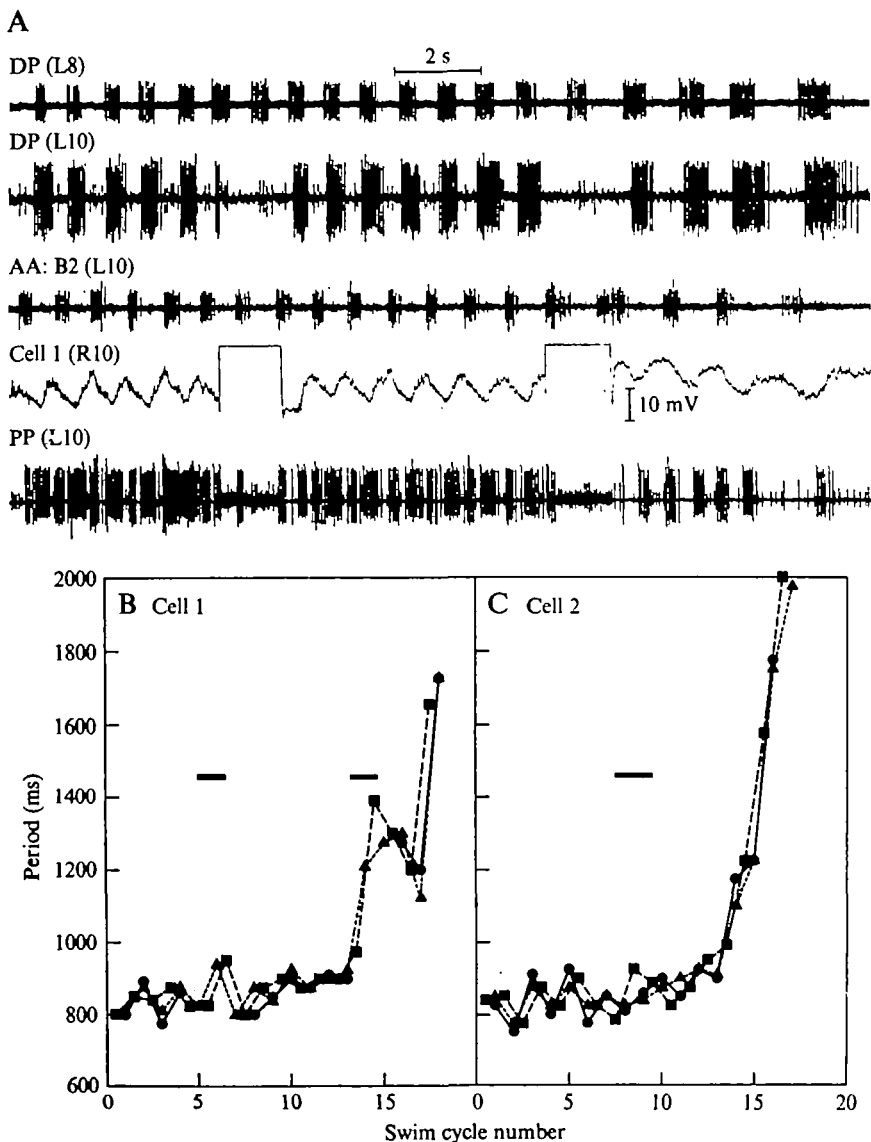 A
DP (L8)
2 s
DP (L10)
AA: B2 (L10)
Cell 1 (R10)
10 mV
PP (L10)
2000
1800
1600
1400
1200
1000
800
600
Period (ms)
B Cell 1
C Cell 2
0 5 10 15 0 5 10 15 20
Swim cycle number